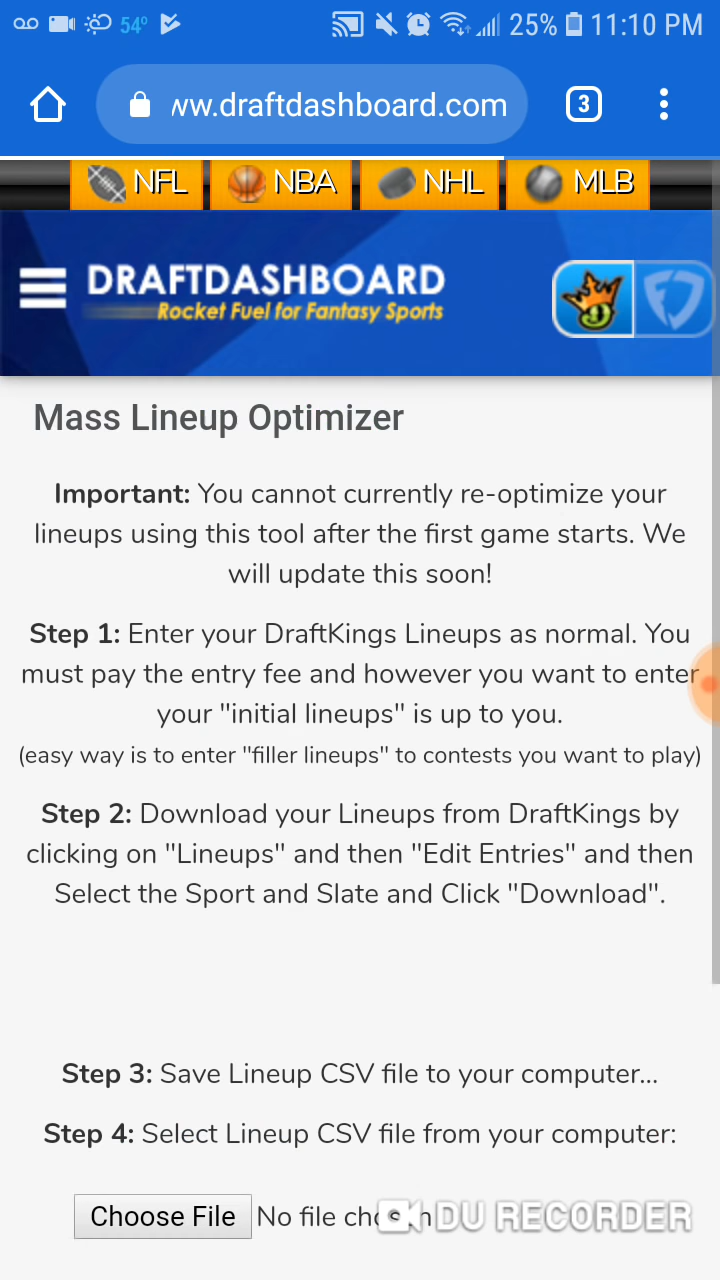 54°
25%
11:10 PM
ww.draftdashboard.com
3
NFL
NBA
NHL
MLB
DRAFTDASHBOARD
Rocket Fuel for Fantasy Sports
Mass Lineup Optimizer
Important: You cannot currently re-optimize your
lineups using this tool after the first game starts. We
will update this soon!
Step 1: Enter your DraftKings Lineups as normal. You
must pay the entry fee and however you want to enter
your "initial lineups" is up to you.
(easy way is to enter "filler lineups" to contests you want to play)
Step 2: Download your Lineups from DraftKings by
clicking on "Lineups" and then "Edit Entries" and then
Select the Sport and Slate and Click "Download".
Step 3: Save Lineup CSV file to your computer...
Step 4: Select Lineup CSV file from your computer:
Choose File No file chosen
DU RECORDER